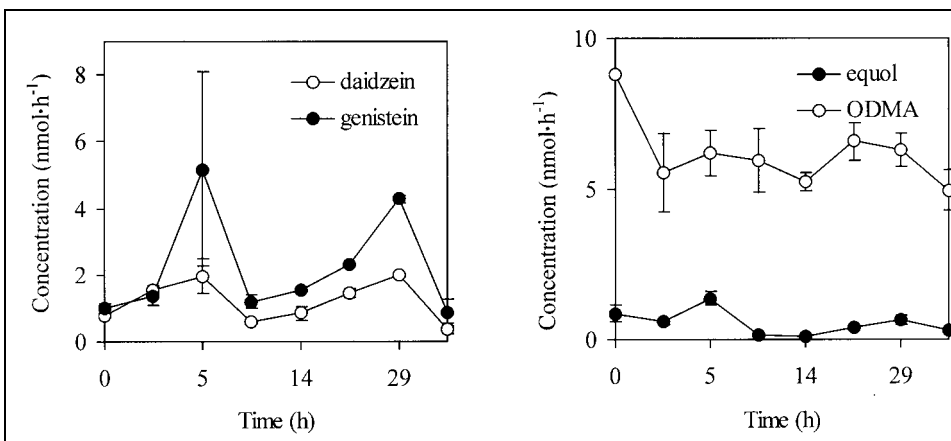 8
6
4
2
0
Concentration (nmol·h⁻¹)
daidzein
genistein
0
5
14
29
Time (h)
10
5
0
Concentration (nmol·h⁻¹)
equol
ODMA
0
5
14
29
Time (h)